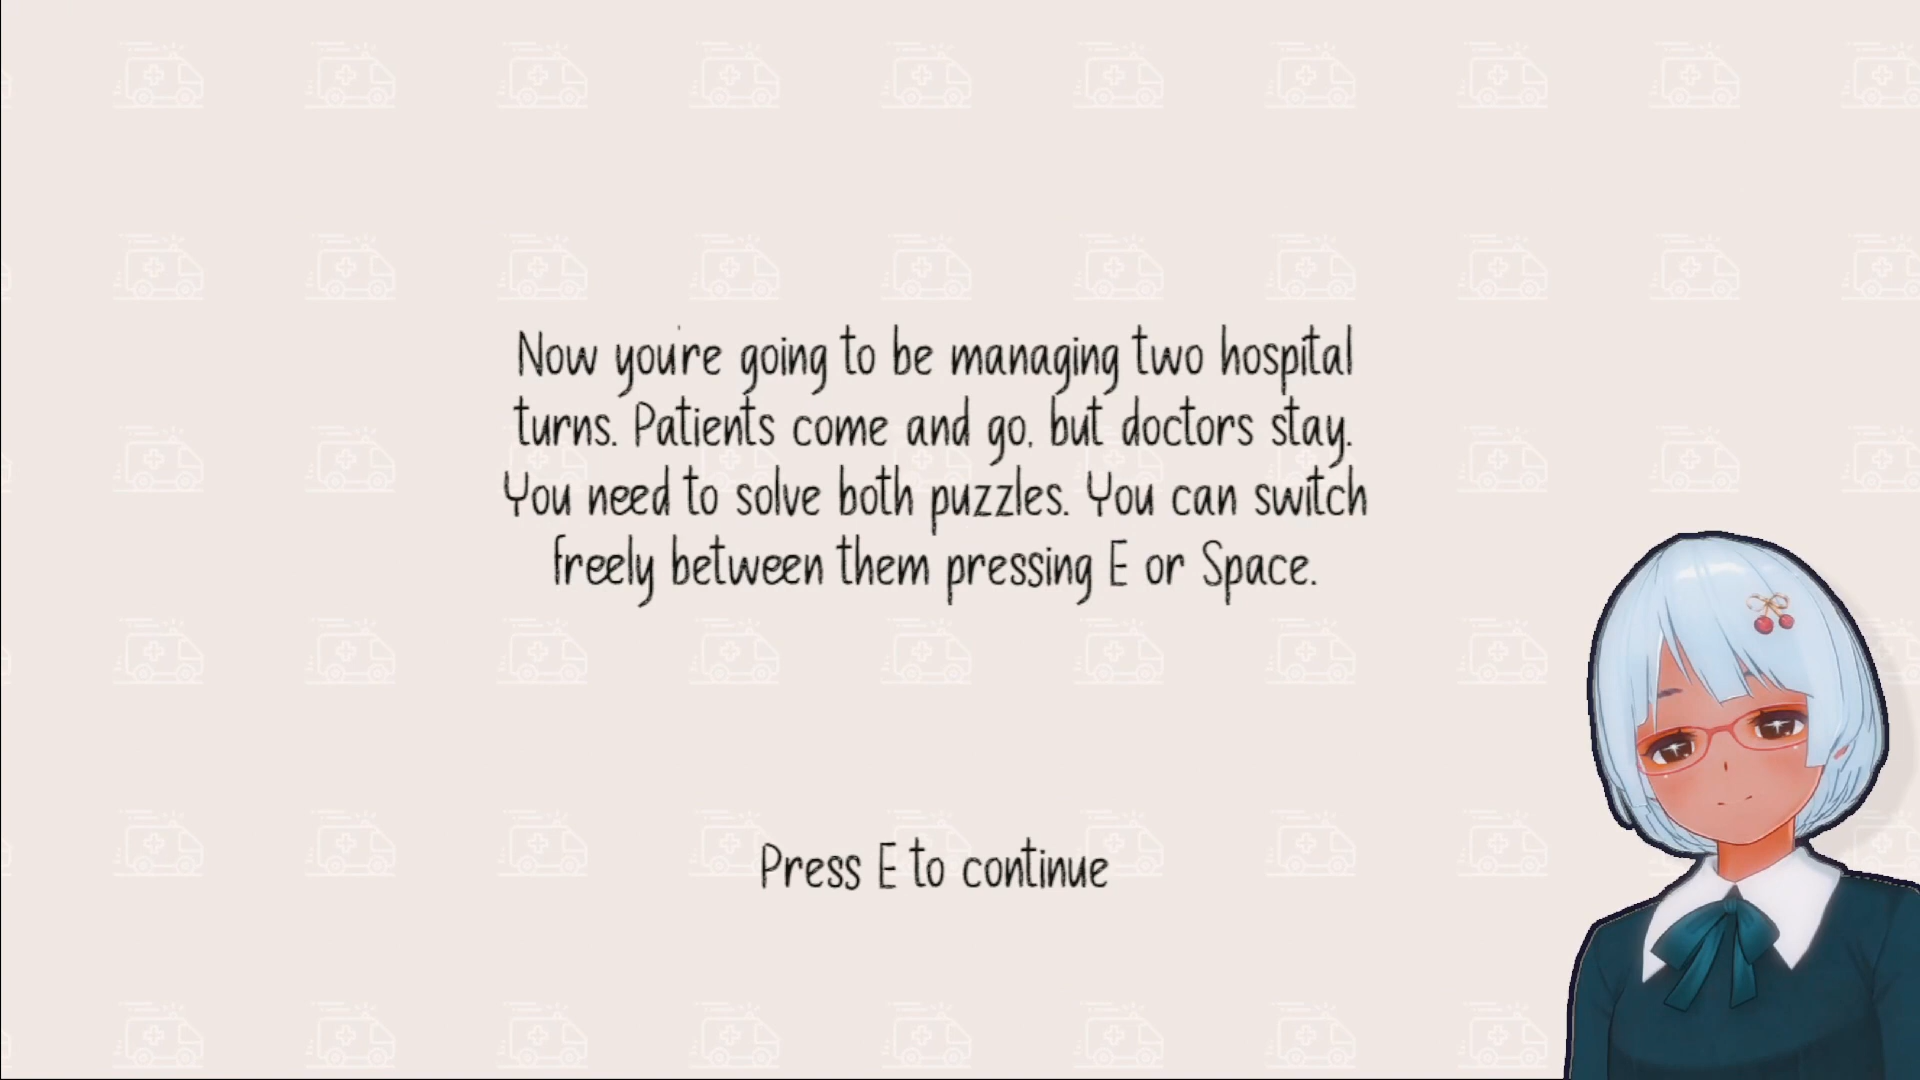 Now you're going to be managing two hospital
turns. Patients come and go, but doctors stay.
You need to solve both puzzles. You can switch
freely between them pressing E or Space.
Press E to continue